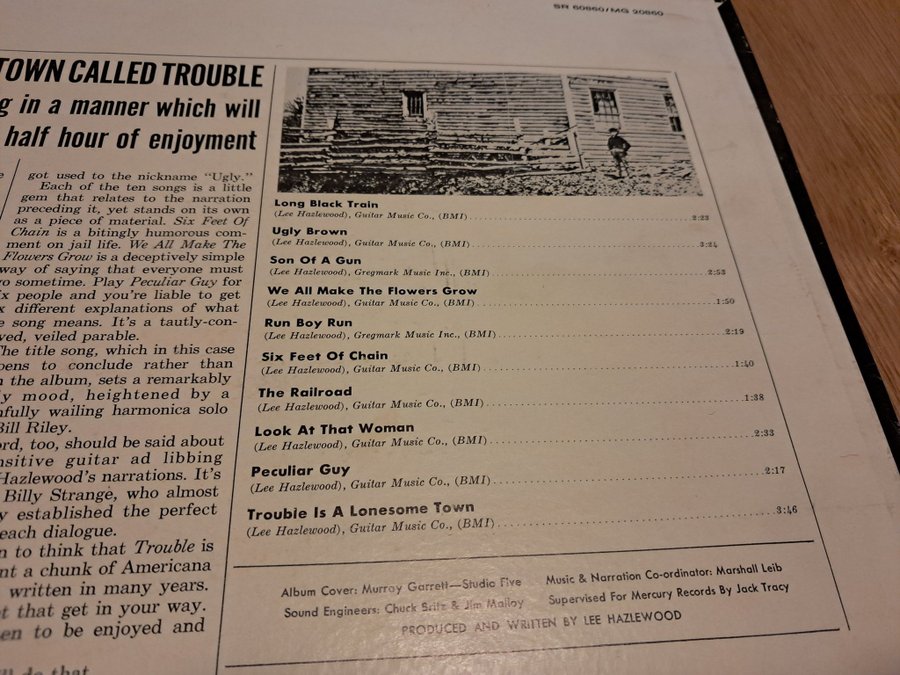 SR 60860/MG 20860
TOWN CALLED TROUBLE
g in a manner which will
half hour of enjoyment
got used to the nickname "Ugly."
Each of the ten songs is a little
gem that relates to the narration
preceding it, yet stands on its own
as a piece of material. Six Feet Of
Chain is a bitingly humorous com-
ment on jail life. We All Make The
Flowers Grow is a deceptively simple
way of saying that everyone must
go sometime. Play Peculiar Guy for
ix people and you're liable to get
x different explanations of what
e song means. It's a tautly-con-
ved, veiled parable.
The title song, which in this case
pens to conclude rather than
n the album, sets a remarkably
y mood, heightened by a
nfully wailing harmonica solo
Bill Riley.
ord, too, should be said about
nsitive guitar ad libbing
Hazlewood's narrations. It's
Billy Strange, who almost
y established the perfect
each dialogue.
n to think that Trouble is
nt a chunk of Americana
written in many years.
t that get in your way.
en to be enjoyed and
do that
Long Black Train
(Lee Hazlewood), Guitar Music Co., (BMI) 2:23
Ugly Brown
(Lee Hazlewood), Guitar Music Co., (BMI) 3:24
Son Of A Gun
(Lee Hazlewood), Gregmark Music Inc., (BMI) 2:53
We All Make The Flowers Grow
(Lee Hazlewood), Guitar Music Co., (BMI) 1:50
Run Boy Run
(Lee Hazlewood), Gregmark Music Inc., (BMI) 2:19
Six Feet Of Chain
(Lee Hazlewood), Guitar Music Co., (BMI) 1:40
The Railroad
(Lee Hazlewood), Guitar Music Co., (BMI) 1:38
Look At That Woman
(Lee Hazlewood), Guitar Music Co., (BMI) 2:33
Peculiar Guy
(Lee Hazlewood), Guitar Music Co., (BMI) 2:17
Trouble Is A Lonesome Town
(Lee Hazlewood), Guitar Music Co., (BMI) 3:46
Album Cover: Murray Garrett—Studio Five
Sound Engineers: Chuck Britz & Jim Malloy
Music & Narration Co-ordinator: Marshall Leib
Supervised For Mercury Records By Jack Tracy
PRODUCED AND WRITTEN BY LEE HAZLEWOOD